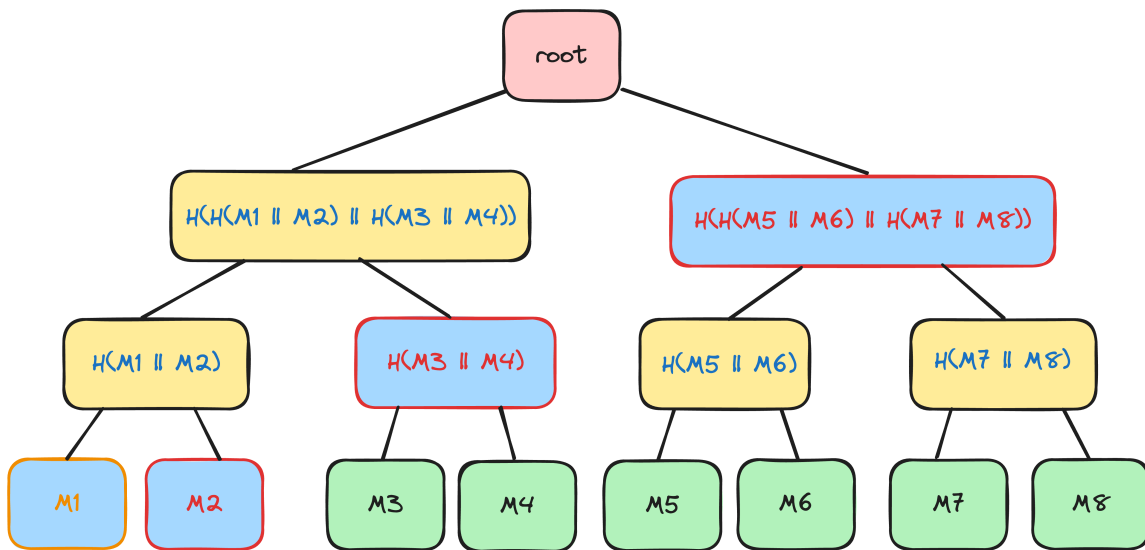 root
H(H(M1 || M2) || H(M3 || M4))
H(H(M5 || M6) || H(M7 || M8))
H(M1 || M2)
H(M3 || M4)
H(M5 || M6)
H(M7 || M8)
M1
M2
M3
M4
M5
M6
M7
M8